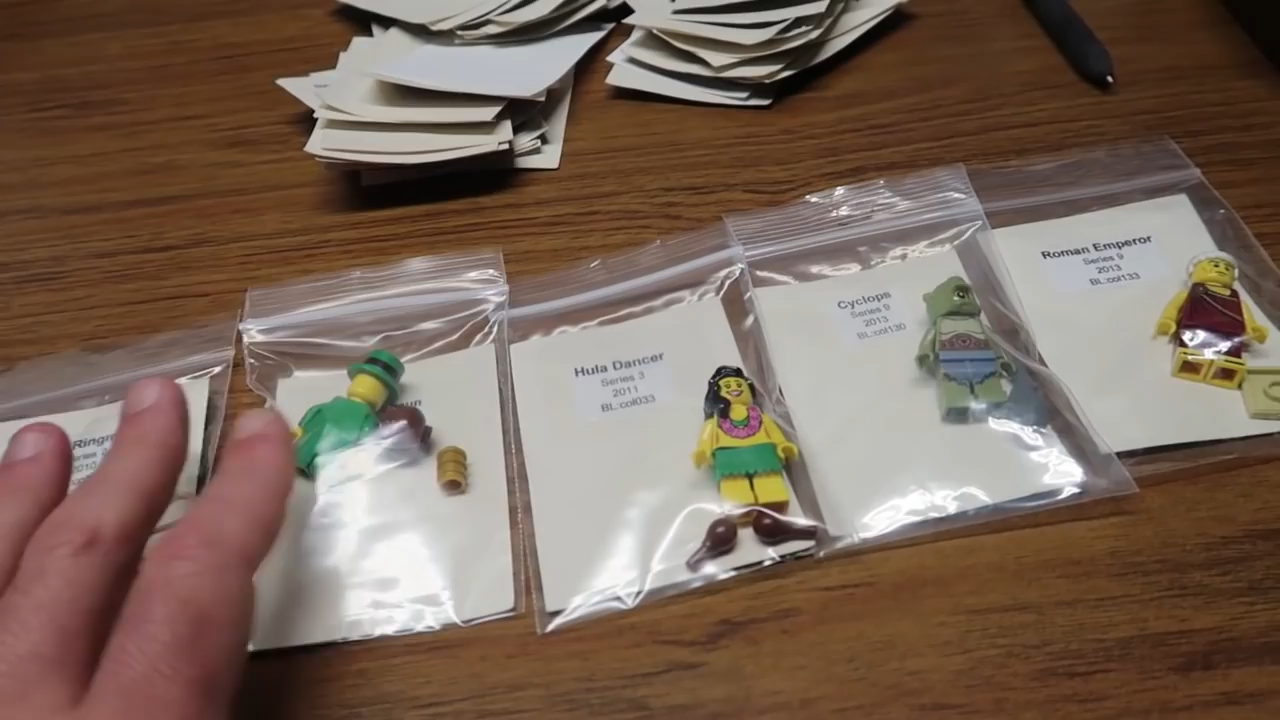 2010
Hula Dancer
Series 3
2011
BL:col033
Cyclops
Series 9
2013
BL:col130
Roman Emperor
Series 9
2013
BL:col133